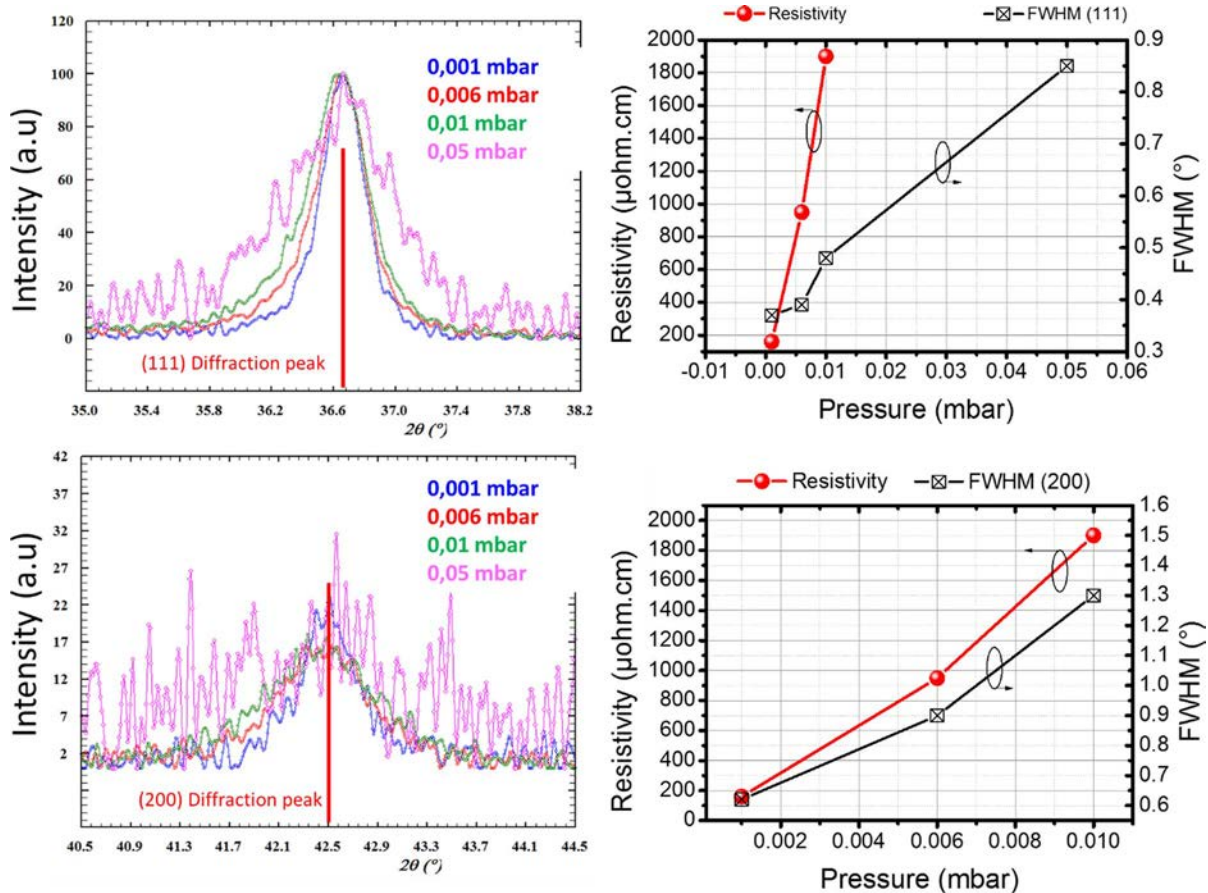 Intensity (a.u)
120
100
80
60
40
20
0
0,001 mbar
0,006 mbar
0,01 mbar
0,05 mbar
(111) Diffraction peak
35.0 35.4 35.8 36.2 36.6 37.0 37.4 37.8 38.2
2θ (°)
Resistivity FWHM (111)
Resistivity (µohm.cm)
2000
1800
1600
1400
1200
1000
800
600
400
200
0.9
0.8
0.7
0.6
0.5
0.4
0.3
FWHM (°)
-0.01 0.00 0.01 0.02 0.03 0.04 0.05 0.06
Pressure (mbar)
Intensity (a.u)
42
37
32
27
22
17
12
7
2
0,001 mbar
0,006 mbar
0,01 mbar
0,05 mbar
(200) Diffraction peak
40.5 40.9 41.3 41.7 42.1 42.5 42.9 43.3 43.7 44.1 44.5
2θ (°)
Resistivity FWHM (200)
Resistivity (µohm.cm)
2000
1800
1600
1400
1200
1000
800
600
400
200
0
1.6
1.5
1.4
1.3
1.2
1.1
1.0
0.9
0.8
0.7
0.6
FWHM (°)
0.002 0.004 0.006 0.008 0.010
Pressure (mbar)